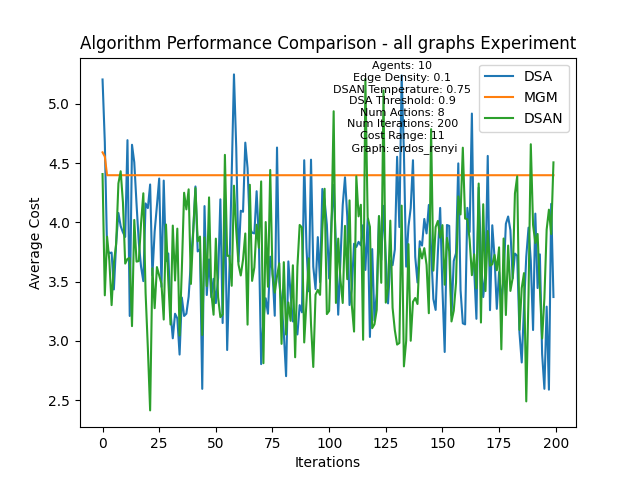 Algorithm Performance Comparison - all graphs Experiment
Agents: 10
Edge Density: 0.1
DSAN Temperature: 0.75
DSA Threshold: 0.9
Num Actions: 8
Num Iterations: 200
Cost Range: 11
Graph: erdos_renyi
DSA
MGM
DSAN
Average Cost
5.0
4.5
4.0
3.5
3.0
2.5
0 25 50 75 100 125 150 175 200
Iterations